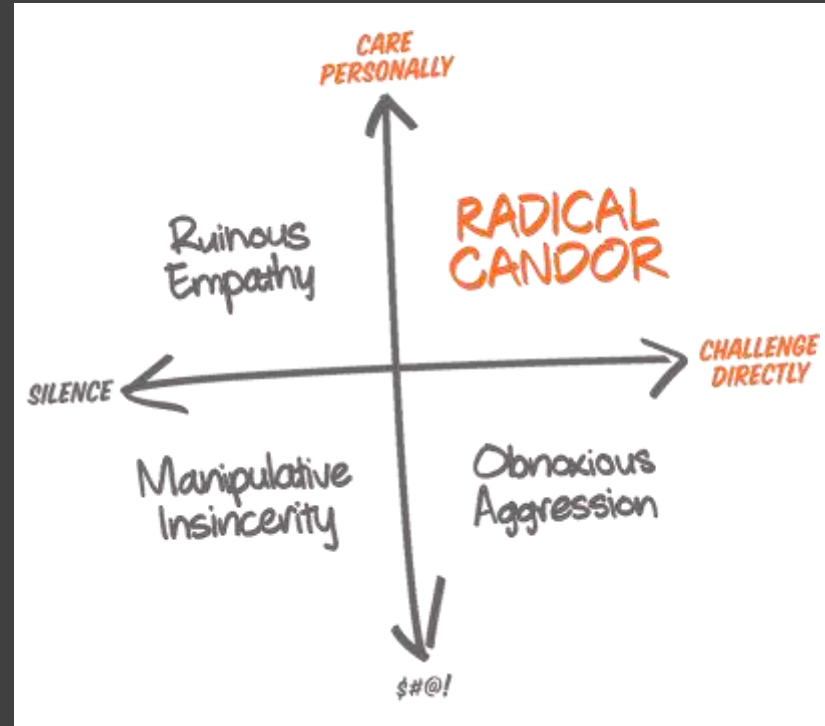 CARE
PERSONALLY
Ruinous
Empathy
RADICAL
CANDOR
SILENCE
CHALLENGE
DIRECTLY
Manipulative
Insincerity
Obnoxious
Aggression
$#@!